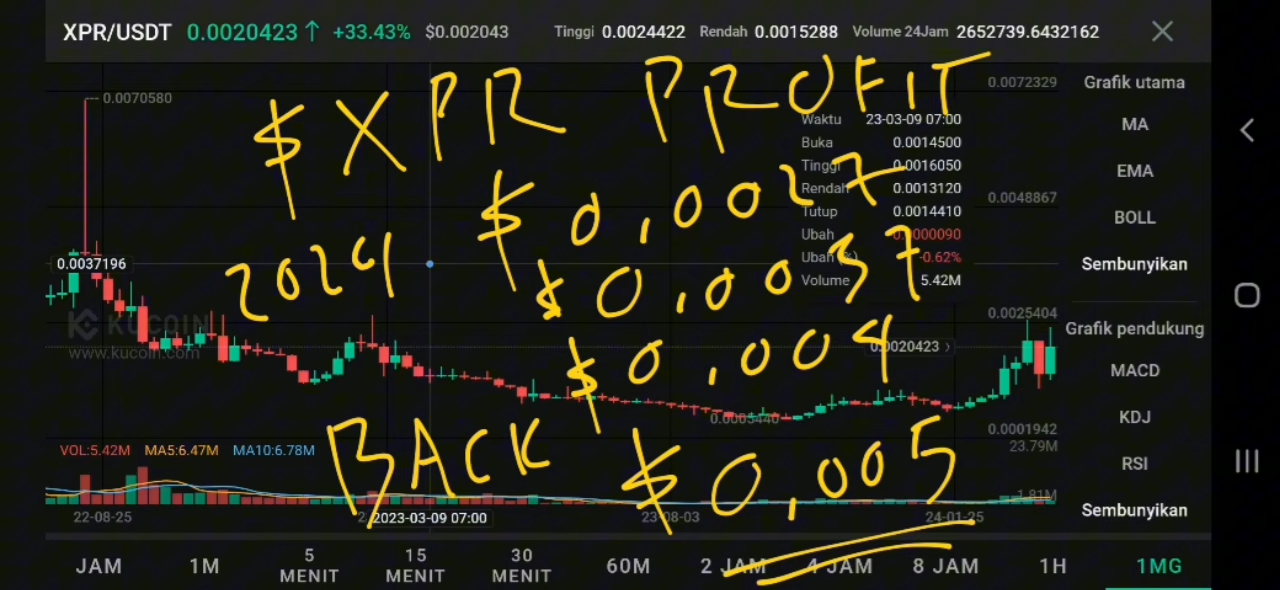 XPR/USDT 0.0020423↑ +33.43% $0.002043 Tinggi 0.0024422 Rendah 0.0015288 Volume 24Jam 2652739.6432162
0.0070580
$XPR PROFIT
0.0072329
Grafik utama
MA
EMA
BOLL
Sembunyikan
Waktu 23-03-09 07:00
Buka 0.0014500
Tinggi 0.0016050
Rendah 0.0013120
Tutup 0.0014410
Ubah -0.0000090
Ubah (%) -0.62%
Volume 5.42M
$0,0027
0.0048867
2024
0.0037196
$0,0037
0.0025404
KUCOIN
www.kucoin.com
$0,004
0.0020423 ›
Grafik pendukung
MACD
KDJ
RSI
Sembunyikan
0.0005440
0.0001942
23.79M
VOL:5.42M MA5:6.47M MA10:6.78M
BACK $0,005
1.81M
22-08-25 2023-03-09 07:00 23-08-03 24-01-25
JAM 1M 5 MENIT 15 MENIT 30 MENIT 60M 2 JAM 4 JAM 8 JAM 1H 1MG